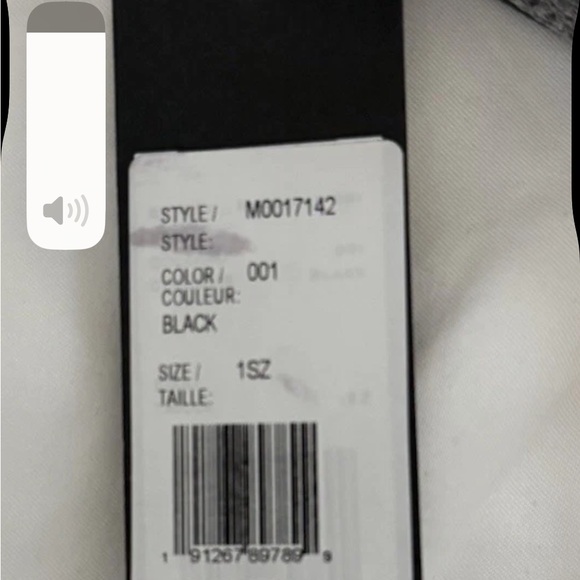 STYLE / M0017142
STYLE:
COLOR / 001
COULEUR:
BLACK
SIZE / 1SZ
TAILLE:
1 91267 89789 9